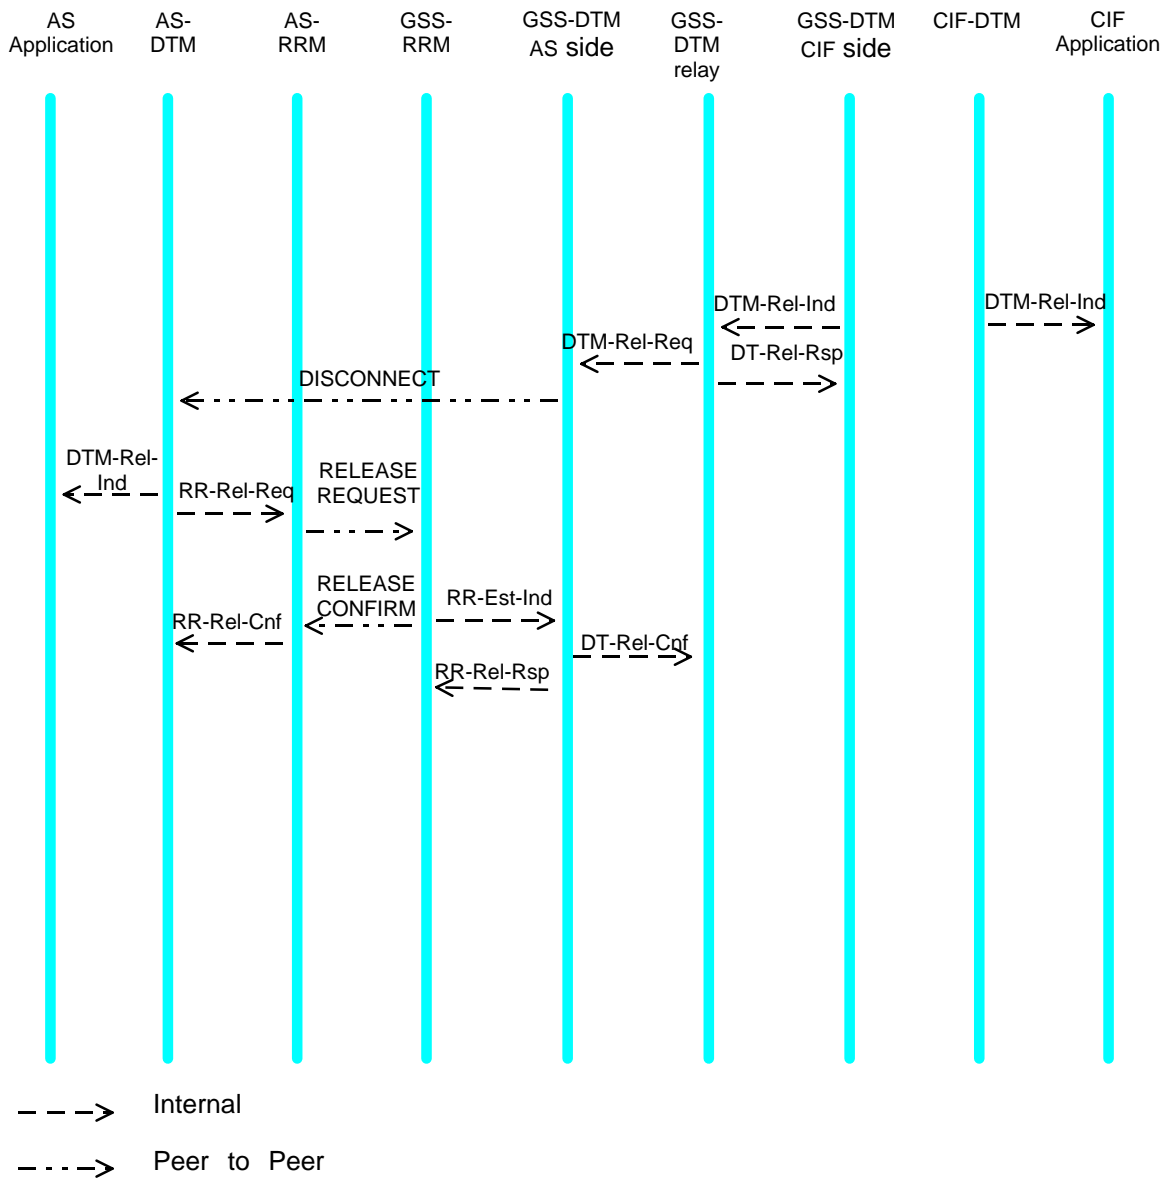 AS
Application
AS-
DTM
AS-
RRM
GSS-
RRM
GSS-DTM
AS side
GSS-
DTM
relay
GSS-DTM
CIF side
CIF-DTM
CIF
Application
DTM-Rel-Ind
DTM-Rel-Ind
DTM-Rel-Req
DT-Rel-Rsp
DISCONNECT
DTM-Rel-
Ind
RR-Rel-Req
RELEASE
REQUEST
RELEASE
CONFIRM
RR-Est-Ind
RR-Rel-Cnf
DT-Rel-Cnf
RR-Rel-Rsp
Internal
Peer to Peer